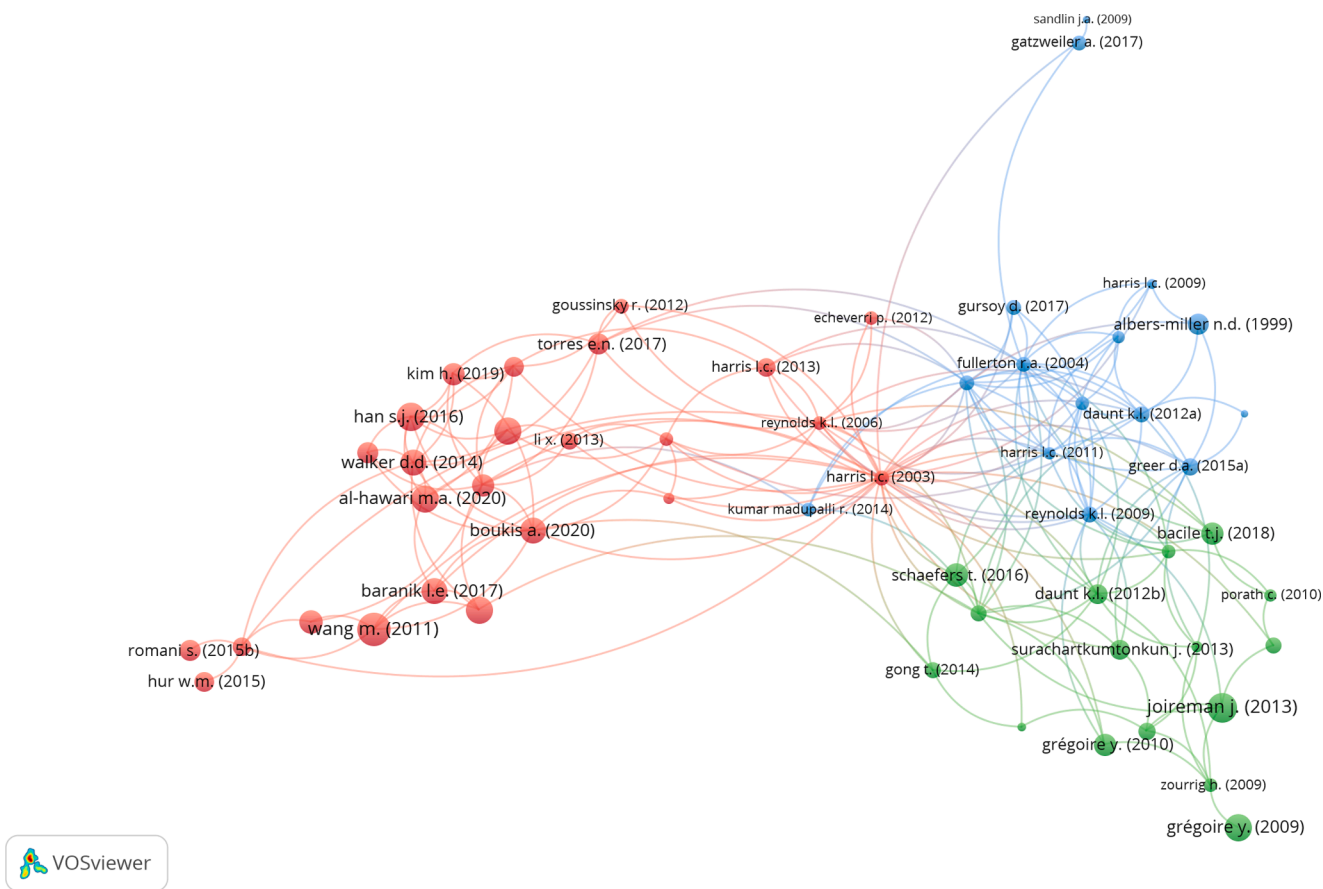 sandlin j.a. (2009)
gatzweiler a. (2017)
harris l.c. (2009)
goussinsky r. (2012)
gursoy d. (2017)
echeverri p. (2012)
albers-miller n.d. (1999)
torres e.n. (2017)
fullerton r.a. (2004)
harris l.c. (2013)
kim h. (2019)
han s.j. (2016)
daunt k.l. (2012a)
reynolds k.l. (2006)
li x. (2013)
harris l.c. (2011)
walker d.d. (2014)
greer d.a. (2015a)
harris l.c. (2003)
al-hawari m.a. (2020)
kumar madupalli r. (2014)
reynolds k.l. (2009)
boukis a. (2020)
bacile t.j. (2018)
schaefers t. (2016)
baranik l.e. (2017)
daunt k.l. (2012b)
porath c. (2010)
wang m. (2011)
romani s. (2015b)
surachartkumtonkun j. (2013)
gong t. (2014)
hur w.m. (2015)
joireman j. (2013)
grégoire y. (2010)
zourrig h. (2009)
grégoire y. (2009)
VOSviewer